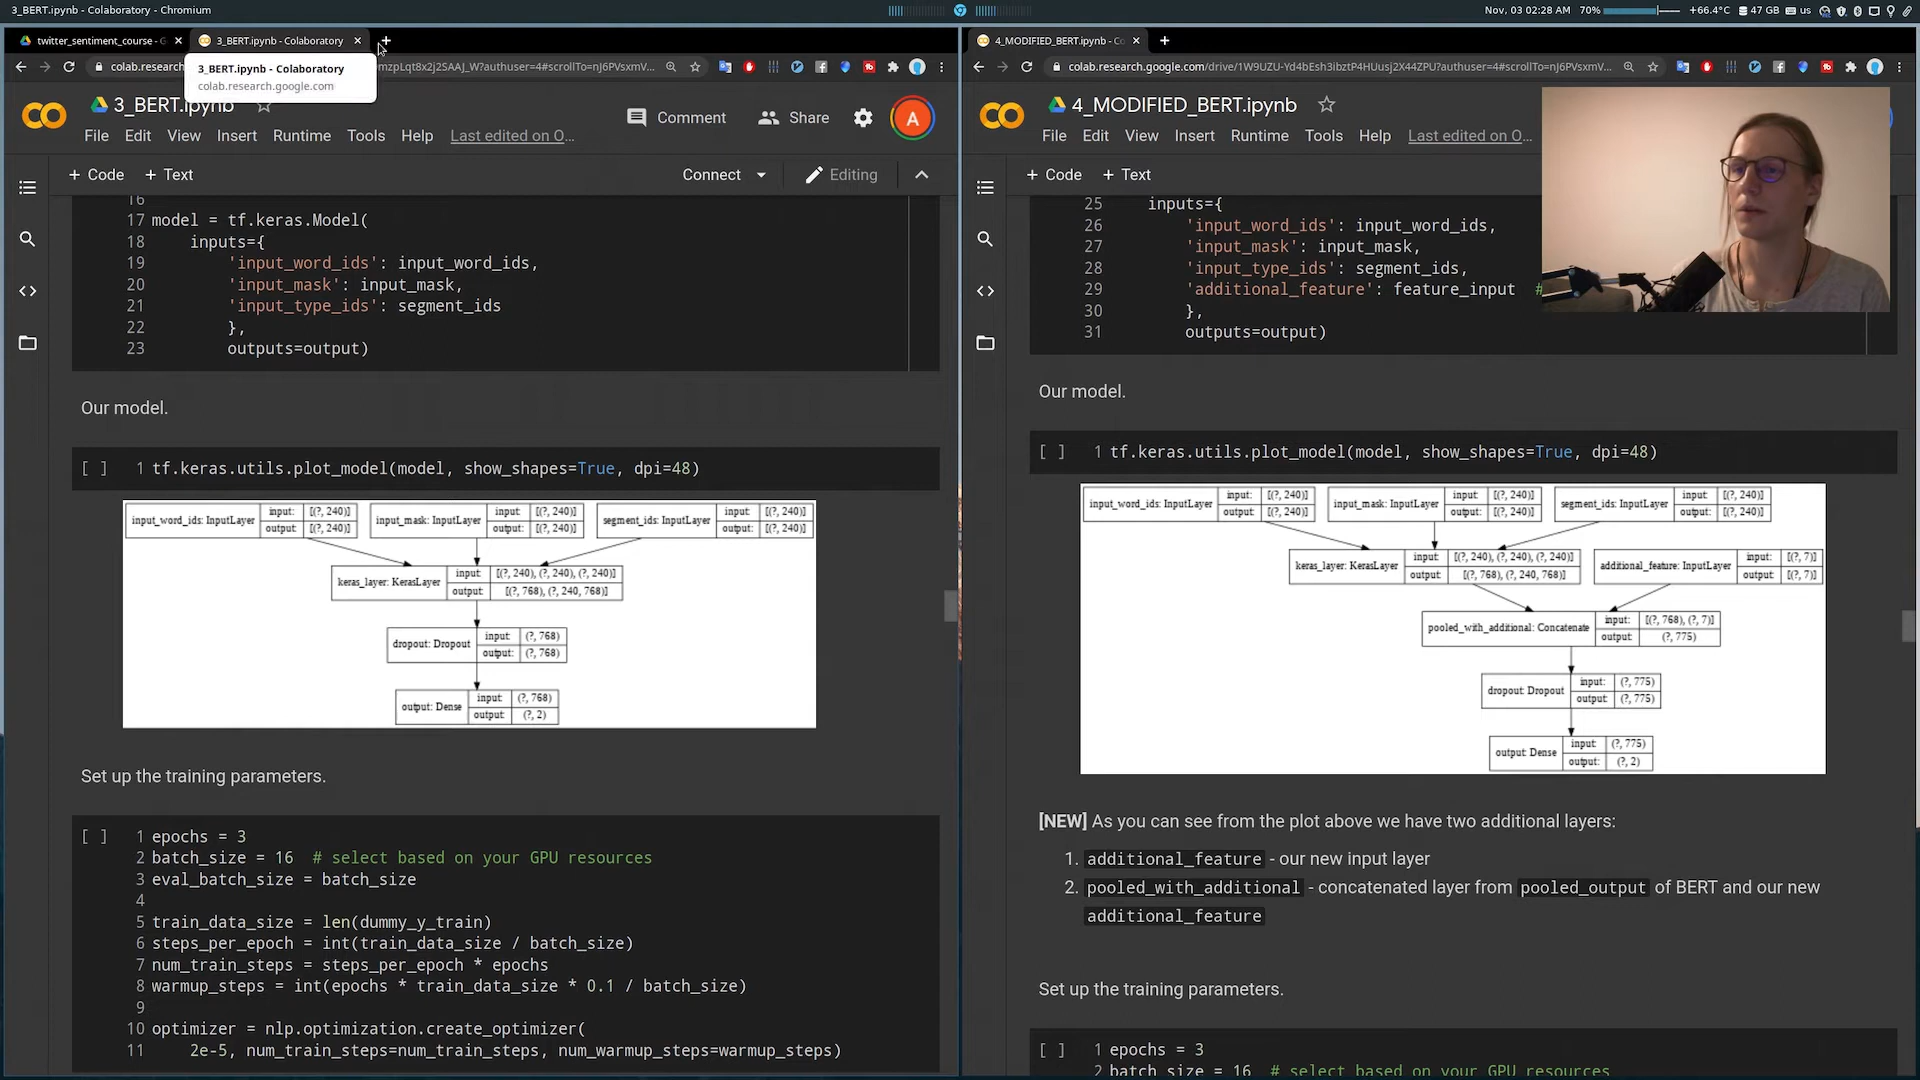 3_BERT.ipynb - Colaboratory - Chromium
Nov, 03 02:28 AM 70%
+66.4°C 47 GB us
twitter_sentiment_course - G
3_BERT.ipynb - Colaboratory
colab.research
mzpLqt8x2j2SAAJ_W?authuser=4#scrollTo=nJ6PVsxmV...
3_BERT.ipynb - Colaboratory
colab.research.google.com
3_BERT.ipynb
File Edit View Insert Runtime Tools Help Last edited on O...
Comment Share A
+ Code + Text
Connect Editing
16
17 model = tf.keras.Model(
18 inputs={
19 'input_word_ids': input_word_ids,
20 'input_mask': input_mask,
21 'input_type_ids': segment_ids
22 },
23 outputs=output)
Our model.
[ ] 1 tf.keras.utils.plot_model(model, show_shapes=True, dpi=48)
input_word_ids: InputLayer input: [(?, 240)] output: [(?, 240)]
input_mask: InputLayer input: [(?, 240)] output: [(?, 240)]
segment_ids: InputLayer input: [(?, 240)] output: [(?, 240)]
keras_layer: KerasLayer input: [(?, 240), (?, 240), (?, 240)] output: [(?, 768), (?, 240, 768)]
dropout: Dropout input: (?, 768) output: (?, 768)
output: Dense input: (?, 768) output: (?, 2)
Set up the training parameters.
[ ] 1 epochs = 3
2 batch_size = 16 # select based on your GPU resources
3 eval_batch_size = batch_size
4
5 train_data_size = len(dummy_y_train)
6 steps_per_epoch = int(train_data_size / batch_size)
7 num_train_steps = steps_per_epoch * epochs
8 warmup_steps = int(epochs * train_data_size * 0.1 / batch_size)
9
10 optimizer = nlp.optimization.create_optimizer(
11 2e-5, num_train_steps=num_train_steps, num_warmup_steps=warmup_steps)
4_MODIFIED_BERT.ipynb - Co
colab.research.google.com/drive/1W9UZU-Yd4bEsh3ibztP4HUusj2X44ZPU?authuser=4#scrollTo=nJ6PVsxmV...
4_MODIFIED_BERT.ipynb
File Edit View Insert Runtime Tools Help Last edited on O...
+ Code + Text
25 inputs={
26 'input_word_ids': input_word_ids,
27 'input_mask': input_mask,
28 'input_type_ids': segment_ids,
29 'additional_feature': feature_input #
30 },
31 outputs=output)
Our model.
[ ] 1 tf.keras.utils.plot_model(model, show_shapes=True, dpi=48)
input_word_ids: InputLayer input: [(?, 240)] output: [(?, 240)]
input_mask: InputLayer input: [(?, 240)] output: [(?, 240)]
segment_ids: InputLayer input: [(?, 240)] output: [(?, 240)]
keras_layer: KerasLayer input: [(?, 240), (?, 240), (?, 240)] output: [(?, 768), (?, 240, 768)]
additional_feature: InputLayer input: [(?, 7)] output: [(?, 7)]
pooled_with_additional: Concatenate input: [(?, 768), (?, 7)] output: (?, 775)
dropout: Dropout input: (?, 775) output: (?, 775)
output: Dense input: (?, 775) output: (?, 2)
[NEW] As you can see from the plot above we have two additional layers:
1. additional_feature - our new input layer
2. pooled_with_additional - concatenated layer from pooled_output of BERT and our new
additional_feature
Set up the training parameters.
[ ] 1 epochs = 3
2 batch_size = 16 # select based on your GPU resources